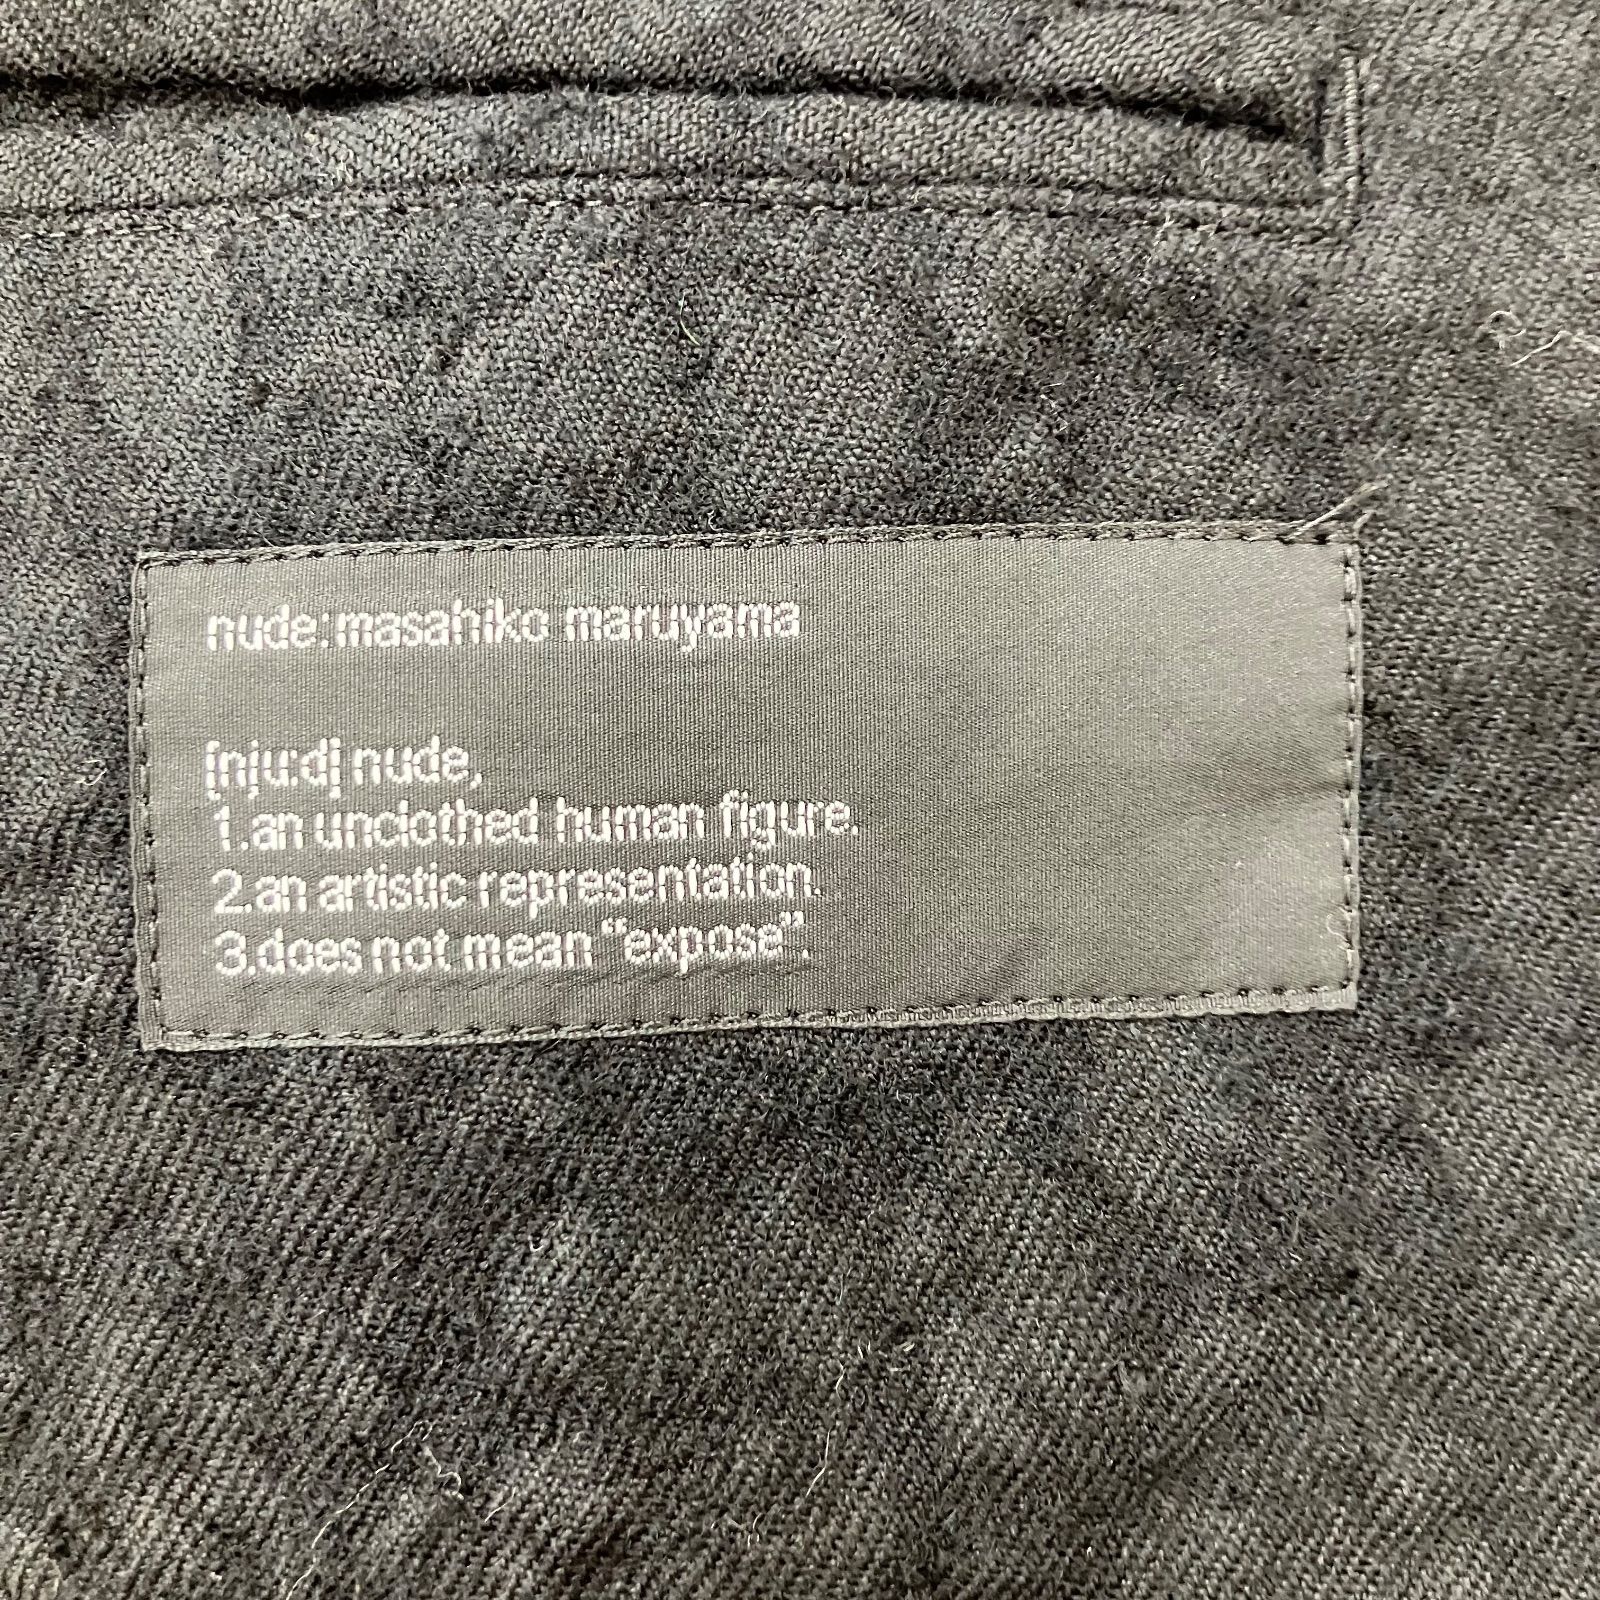 nude:masahiko maruyama
[nju:d] nude,
1.an unclothed human figure.
2.an artistic representation.
3.does not mean “expose”.